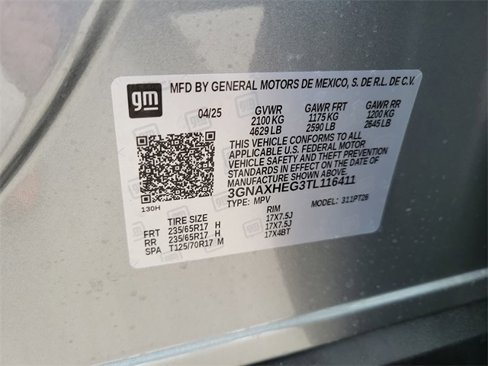 gm
MFD BY GENERAL MOTORS DE MEXICO, S. DE R.L. DE C.V.
04/25 GVWR GAWR FRT GAWR RR
2100 KG 1175 KG 1200 KG
4629 LB 2590 LB 2645 LB
THIS VEHICLE CONFORMS TO ALL
APPLICABLE U.S. FEDERAL MOTOR
VEHICLE SAFETY AND THEFT PREVENTION
STANDARDS IN EFFECT ON THE DATE OF
MANUFACTURE SHOWN ABOVE.
3GNAXHEG3TL116411
130H TYPE: MPV MODEL: 311PT26
TIRE SIZE RIM
FRT 235/65R17 H 17X7.5J
RR 235/65R17 H 17X7.5J
SPA T125/70R17 M 17X4BT